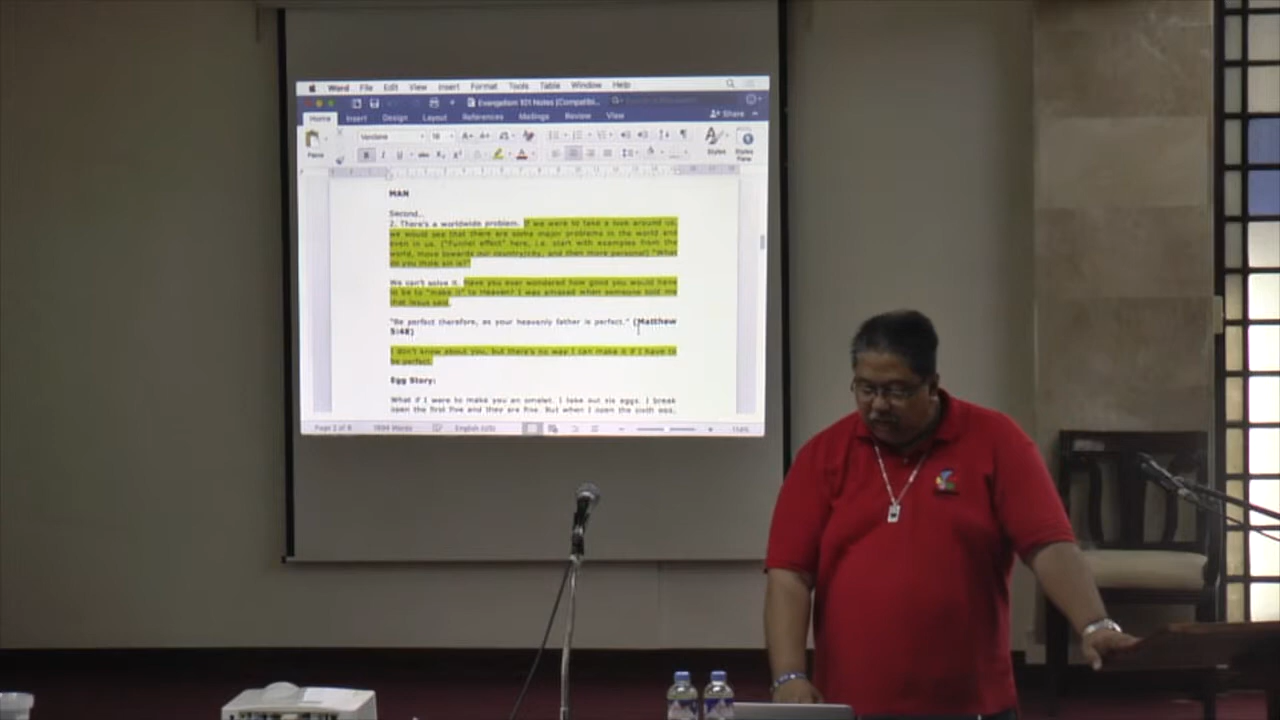 Word File Edit View Insert Format Tools Table Window Help
Evangelism 101 Notes [Compatibi...
Home Insert Design Layout References Mailings Review View Share
Verdana 16
Paste Styles Styles Pane
MAN
Second..
2. There's a worldwide problem. If we were to take a look around us,
we would see that there are some major problems in the world and
even in us. ("Funnel effect" here, i.e. start with examples from the
world, move towards our country/city, and then more personal) "What
do you think sin is?"
We can't solve it. Have you ever wondered how good you would have
to be to "make it" to Heaven? I was amazed when someone told me
that Jesus said,
"Be perfect therefore, as your heavenly father is perfect." (Matthew
5:48)
I don't know about you, but there's no way I can make it if I have to
be perfect.
Egg Story:
What if I were to make you an omelet. I take out six eggs. I break
open the first five and they are fine. But when I open the sixth egg,
Page 2 of 6 English (US)